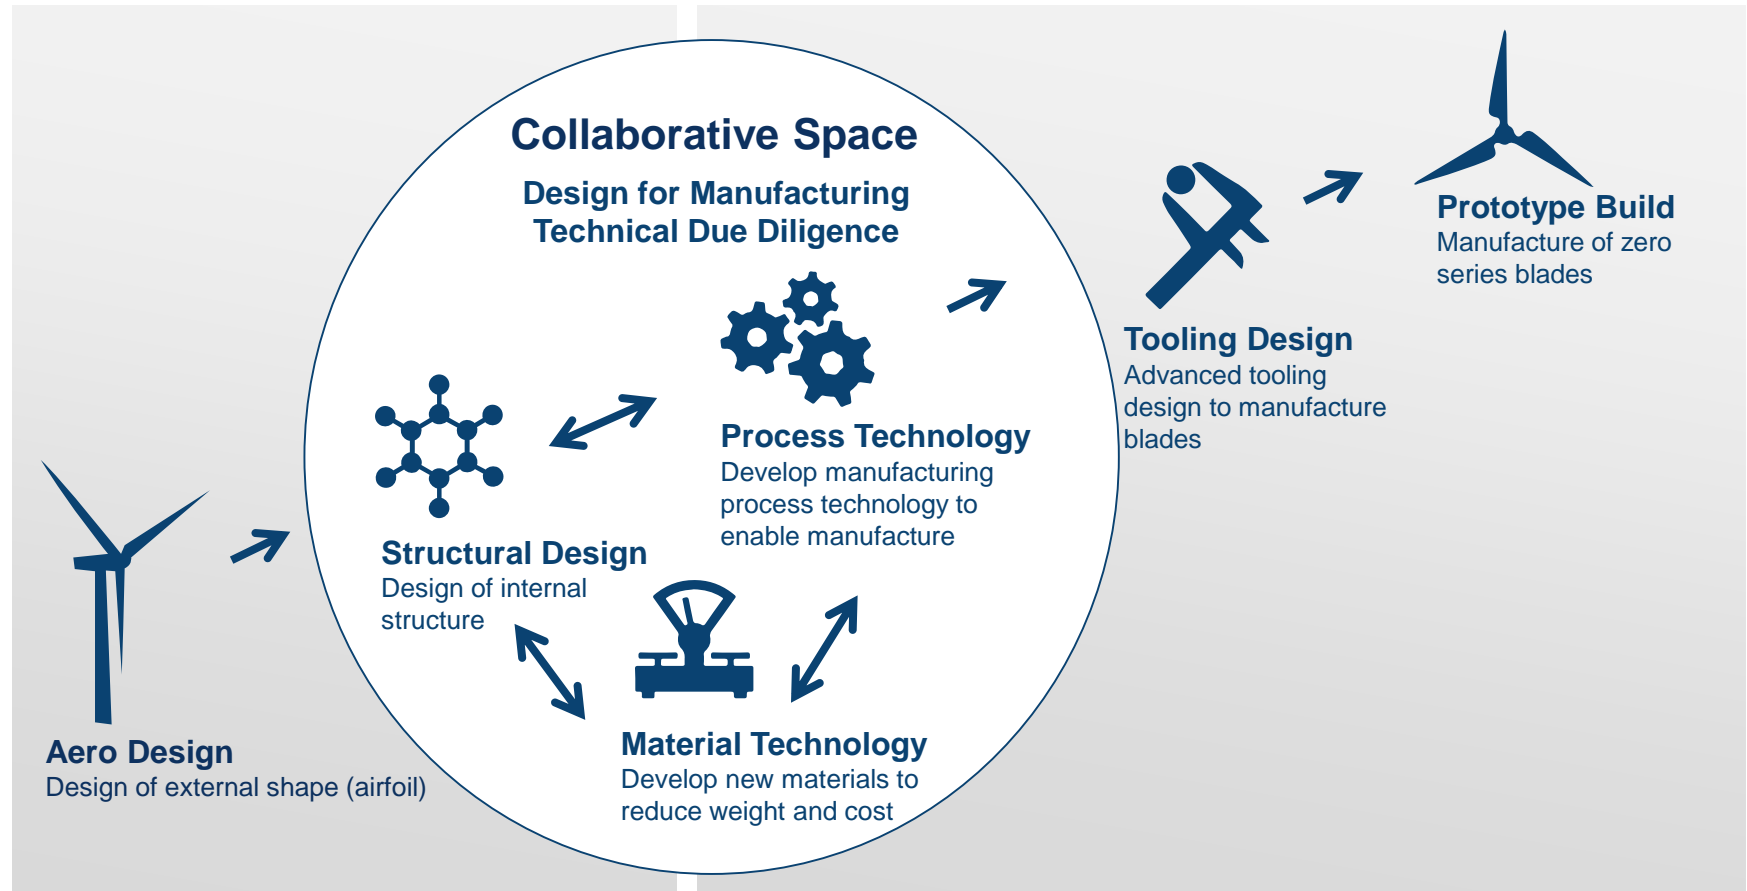 Collaborative Space
Design for Manufacturing
Technical Due Diligence
Aero Design
Design of external shape (airfoil)
Structural Design
Design of internal
structure
Process Technology
Develop manufacturing
process technology to
enable manufacture
Material Technology
Develop new materials to
reduce weight and cost
Tooling Design
Advanced tooling
design to manufacture
blades
Prototype Build
Manufacture of zero
series blades